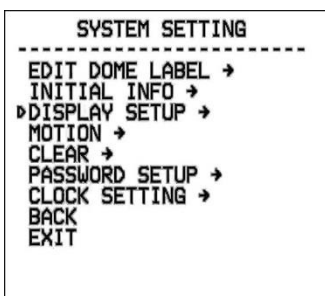 SYSTEM SETTING
EDIT DOME LABEL →
INITIAL INFO →
DISPLAY SETUP →
MOTION →
CLEAR →
PASSWORD SETUP →
CLOCK SETTING →
BACK
EXIT